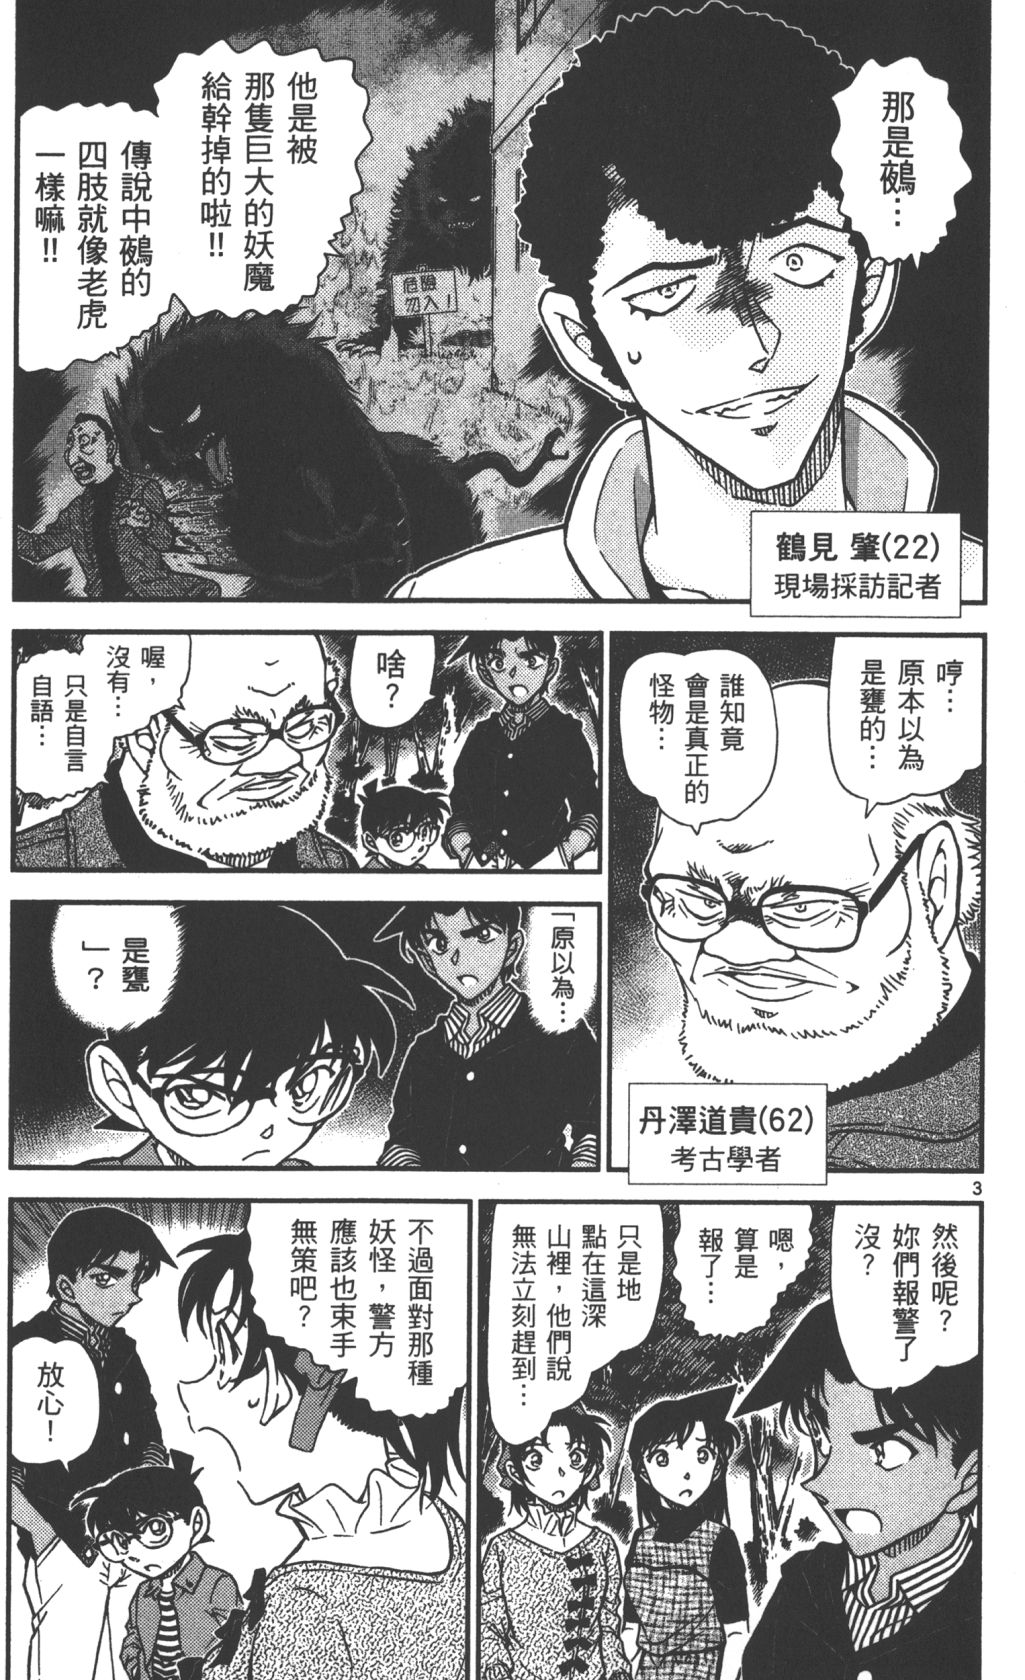 那是鵺…
他是被
那隻巨大的妖魔
給幹掉的啦!!
傳說中鵺的
四肢就像老虎
一樣嘛!!
危險
勿入!
鶴見 肇(22)
現場採訪記者
哼…
原本以為
是甕的…
誰知竟
會是真正的
怪物…
丹澤道貴(62)
考古學者
啥?
喔,
沒有…
只是自言
自語…
「原以為…
是甕
」?
3
然後呢?
妳們報警了
沒?
嗯,
算是
報了…
只是地
點在這深
山裡,他們說
無法立刻趕到…
不過面對那種
妖怪,警方
應該也束手
無策吧?
放心!